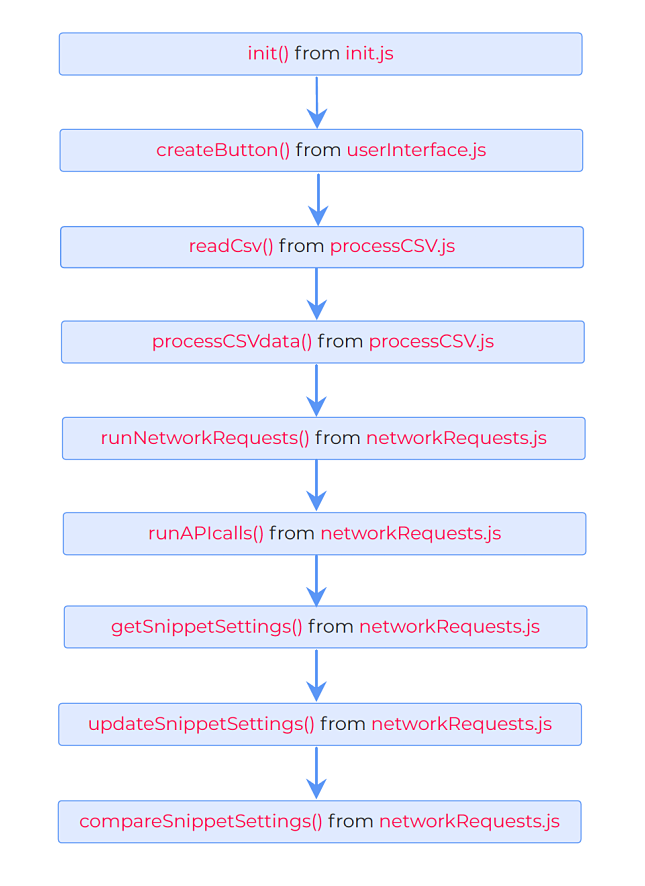 init() from init.js
createButton() from userInterface.js
readCsv() from processCSV.js
processCSVdata() from processCSV.js
runNetworkRequests() from networkRequests.js
runAPIcalls() from networkRequests.js
getSnippetSettings() from networkRequests.js
updateSnippetSettings() from networkRequests.js
compareSnippetSettings() from networkRequests.js